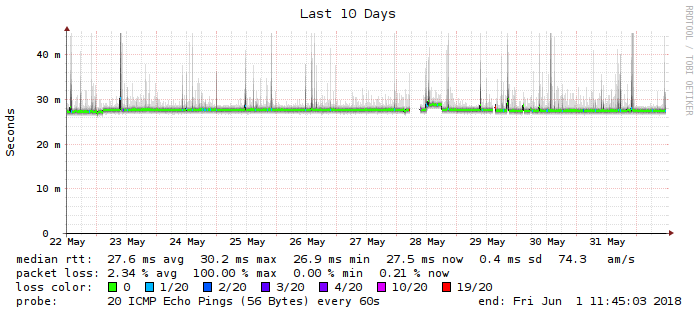 Last 10 Days
RRDTOOL / TOBI OETIKER
Seconds
40 m
30 m
20 m
10 m
0
22 May 23 May 24 May 25 May 26 May 27 May 28 May 29 May 30 May 31 May
median rtt: 27.6 ms avg 30.2 ms max 26.9 ms min 27.5 ms now 0.4 ms sd 74.3 am/s
packet loss: 2.34 % avg 100.00 % max 0.00 % min 0.21 % now
loss color: 0 1/20 2/20 3/20 4/20 10/20 19/20
probe: 20 ICMP Echo Pings (56 Bytes) every 60s end: Fri Jun 1 11:45:03 2018